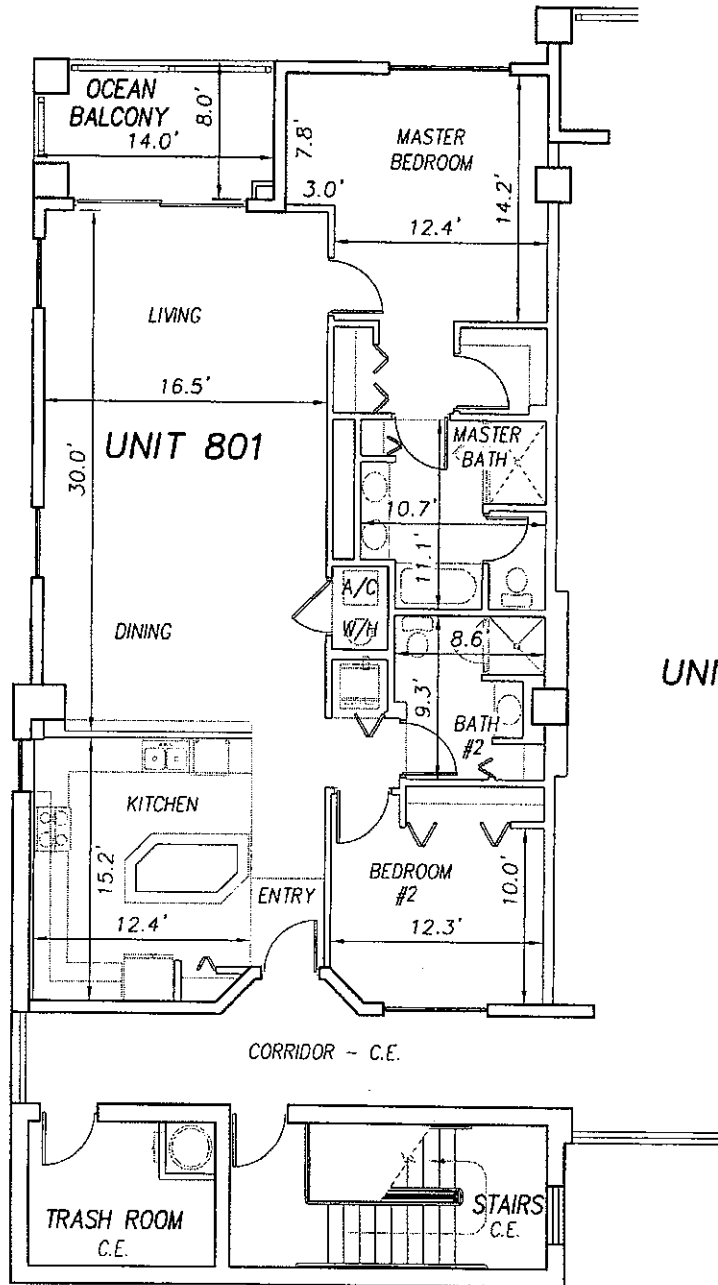 OCEAN
BALCONY
14.0'
8.0'
7.8'
3.0'
MASTER
BEDROOM
14.2'
12.4'
LIVING
16.5'
UNIT 801
30.0'
MASTER
BATH
10.7'
11.1'
A/C
W/H
DINING
8.6'
9.3'
BATH
#2
UNI
KITCHEN
15.2'
12.4'
ENTRY
BEDROOM
#2
10.0'
12.3'
CORRIDOR - C.E.
TRASH ROOM
C.E.
STAIRS
C.E.